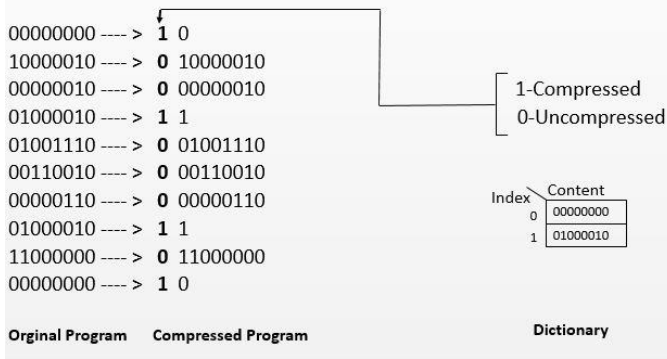 00000000 ---- > 1 0
10000010 ---- > 0 10000010
00000010 ---- > 0 00000010
01000010 ---- > 1 1
01001110 ---- > 0 01001110
00110010 ---- > 0 00110010
00000110 ---- > 0 00000110
01000010 ---- > 1 1
11000000 ---- > 0 11000000
00000000 ---- > 1 0
Orginal Program Compressed Program
1-Compressed
0-Uncompressed
Index Content
0 00000000
1 01000010
Dictionary